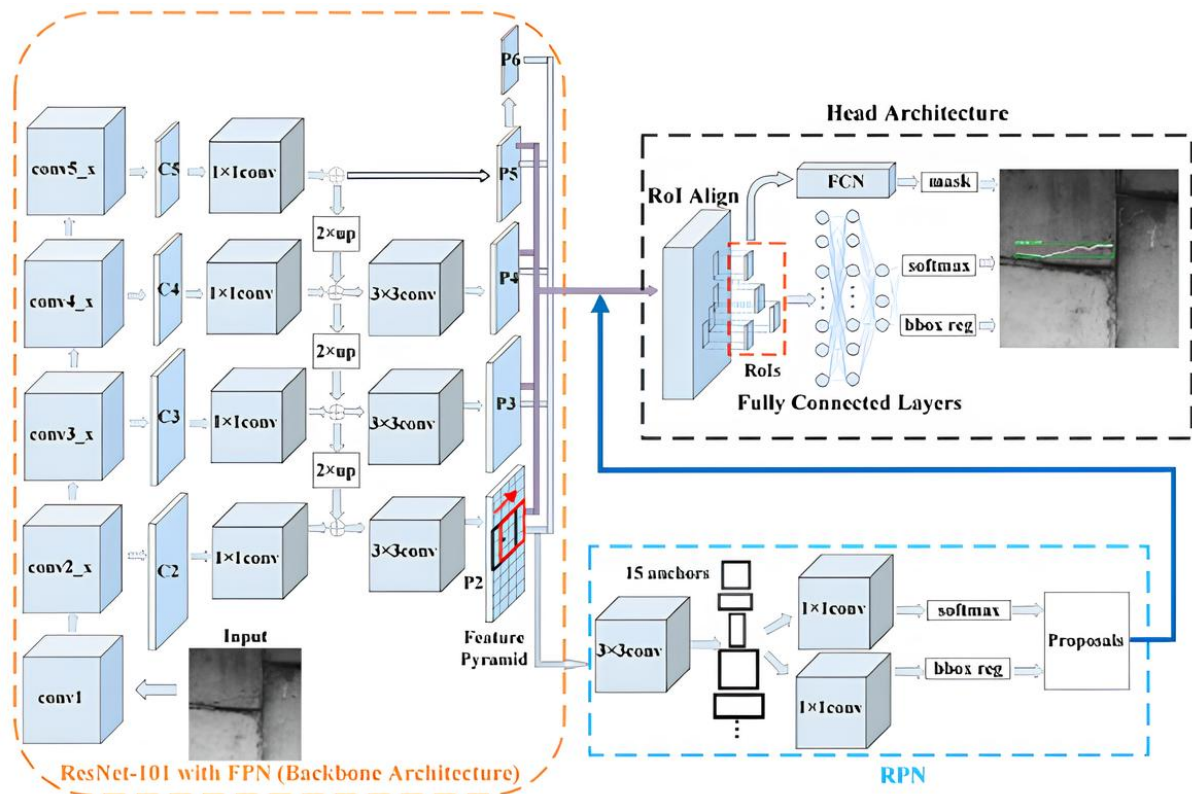 P6
conv5_x
C5
1×1conv
P5
2×up
conv4_x
C4
1×1conv
3×3conv
P4
2×up
conv3_x
C3
1×1conv
3×3conv
P3
2×up
conv2_x
C2
1×1conv
3×3conv
P2
Feature
Pyramid
conv1
Input
ResNet-101 with FPN (Backbone Architecture)
Head Architecture
RoI Align
FCN
mask
softmax
bbox reg
RoIs
Fully Connected Layers
15 anchors
3×3conv
1×1conv
softmax
1×1conv
bbox reg
Proposals
RPN